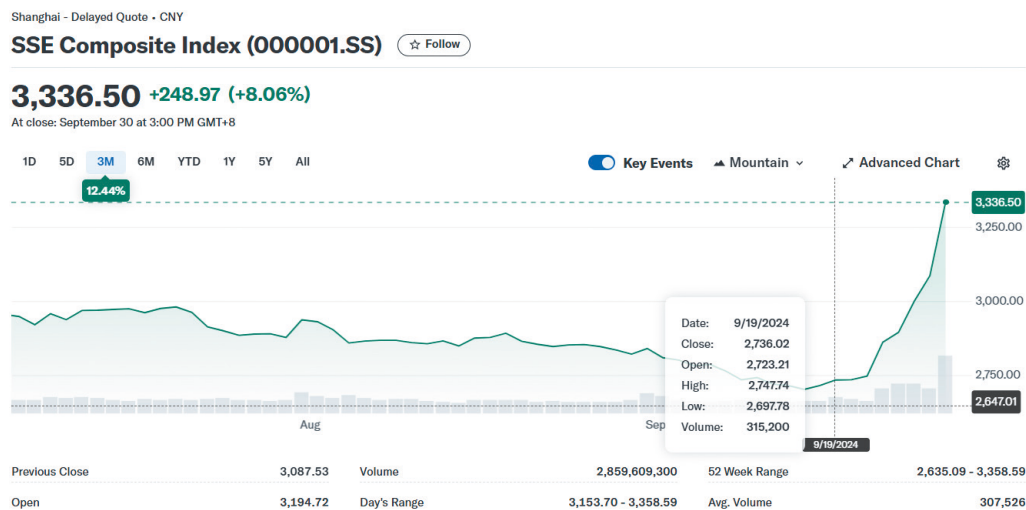 Shanghai - Delayed Quote • CNY
SSE Composite Index (000001.SS)
Follow
3,336.50 +248.97 (+8.06%)
At close: September 30 at 3:00 PM GMT+8
1D 5D 3M 6M YTD 1Y 5Y All
Key Events Mountain Advanced Chart
12.44%
3,336.50
3,250.00
3,000.00
2,750.00
2,647.01
Date: 9/19/2024
Close: 2,736.02
Open: 2,723.21
High: 2,747.74
Low: 2,697.78
Volume: 315,200
Aug Sep
9/19/2024
Previous Close 3,087.53 Volume 2,859,609,300 52 Week Range 2,635.09 - 3,358.59
Open 3,194.72 Day's Range 3,153.70 - 3,358.59 Avg. Volume 307,526